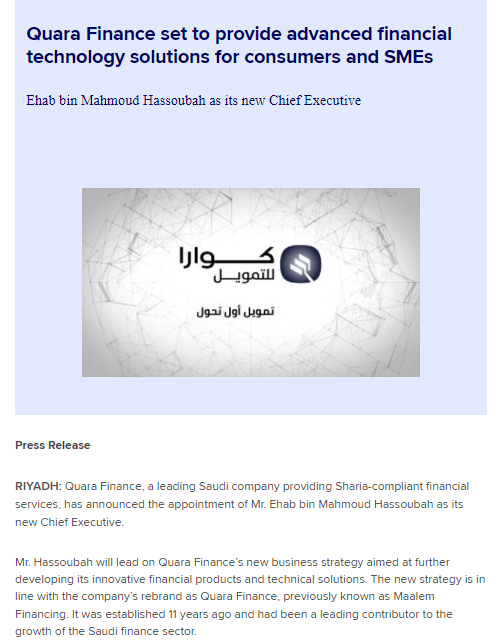 Quara Finance set to provide advanced financial
technology solutions for consumers and SMEs
Ehab bin Mahmoud Hassoubah as its new Chief Executive
كــــوارا
للتمويــل
تمويل أول تحول
Press Release
RIYADH: Quara Finance, a leading Saudi company providing Sharia-compliant financial
services, has announced the appointment of Mr. Ehab bin Mahmoud Hassoubah as its
new Chief Executive.
Mr. Hassoubah will lead on Quara Finance’s new business strategy aimed at further
developing its innovative financial products and technical solutions. The new strategy is in
line with the company’s rebrand as Quara Finance, previously known as Maalem
Financing. It was established 11 years ago and had been a leading contributor to the
growth of the Saudi finance sector.